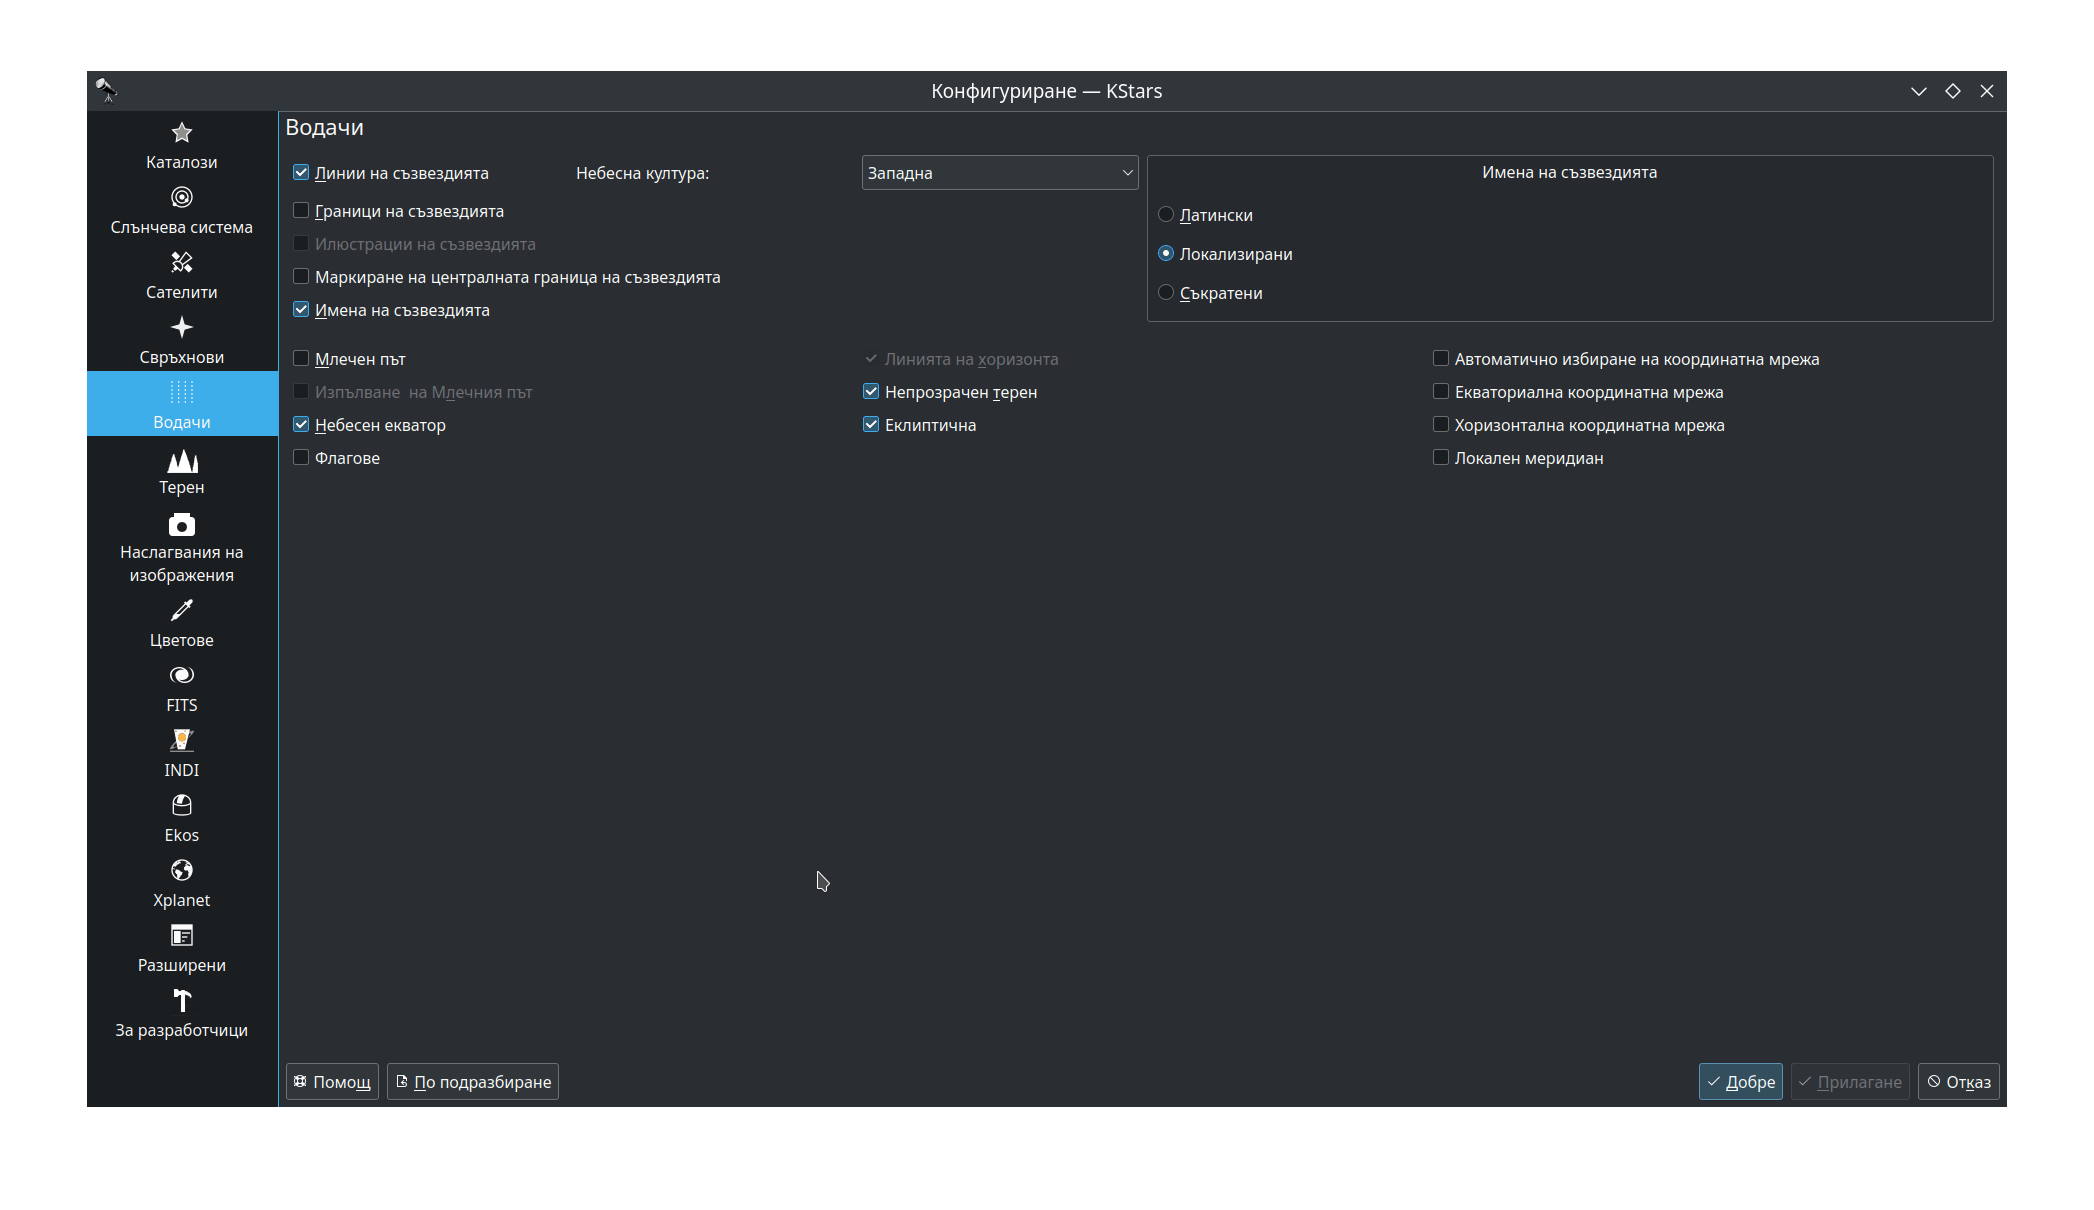 Конфигуриране — KStars
Каталози
Слънчева система
Сателити
Свръхнови
Водачи
Терен
Наслагвания на
изображения
Цветове
FITS
INDI
Ekos
Xplanet
Разширени
За разработчици
Водачи
Линии на съзвездията
Небесна култура:
Западна
Граници на съзвездията
Илюстрации на съзвездията
Маркиране на централната граница на съзвездията
Имена на съзвездията
Имена на съзвездията
Латински
Локализирани
Съкратени
Млечен път
Изпълване  на Млечния път
Небесен екватор
Флагове
Линията на хоризонта
Непрозрачен терен
Еклиптична
Автоматично избиране на координатна мрежа
Екваториална координатна мрежа
Хоризонтална координатна мрежа
Локален меридиан
Помощ
По подразбиране
Добре
Прилагане
Отказ